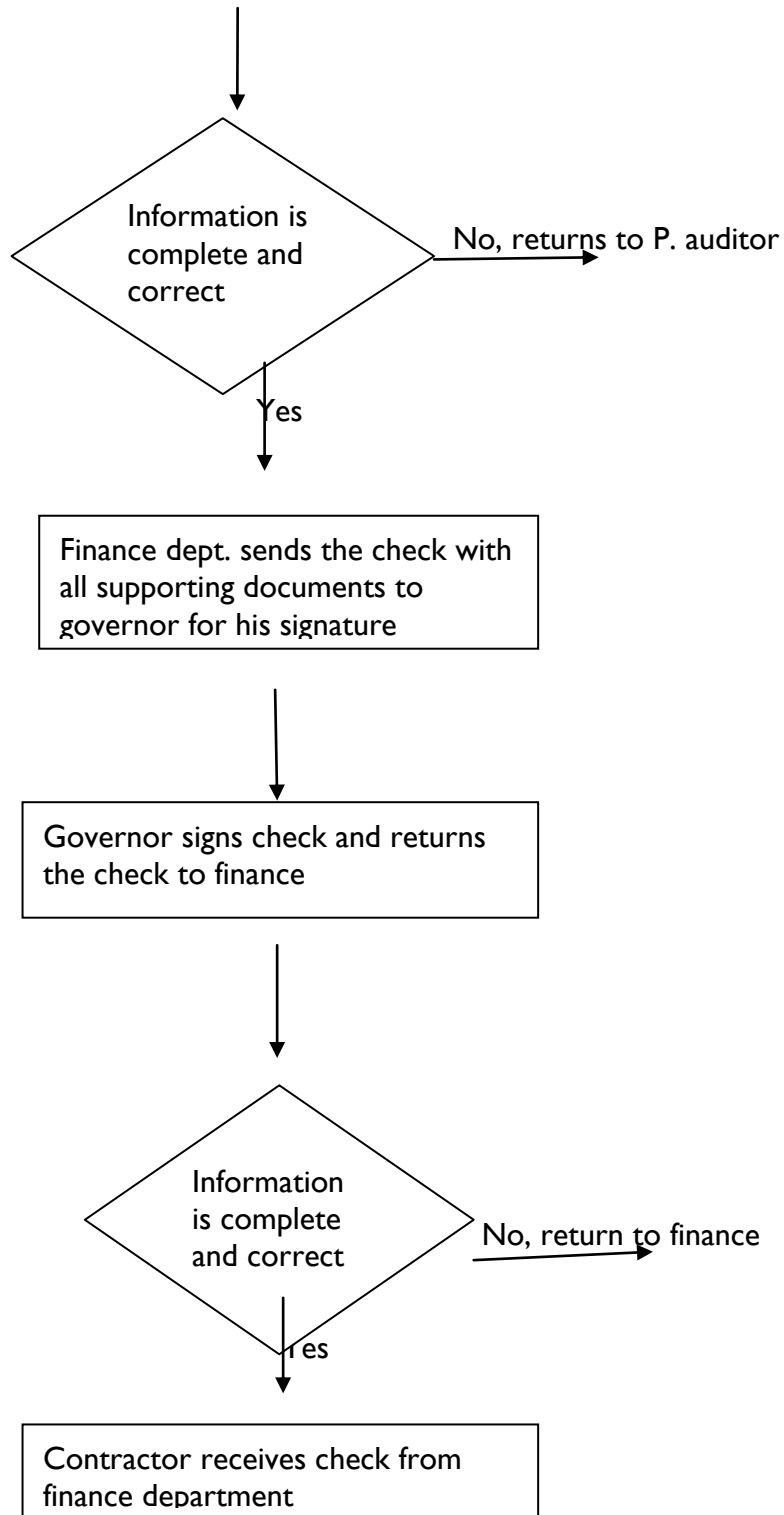 Information is
complete and
correct
No, returns to P. auditor
Yes
Finance dept. sends the check with
all supporting documents to
governor for his signature
Governor signs check and returns
the check to finance
Information
is complete
and correct
No, return to finance
Yes
Contractor receives check from
finance department